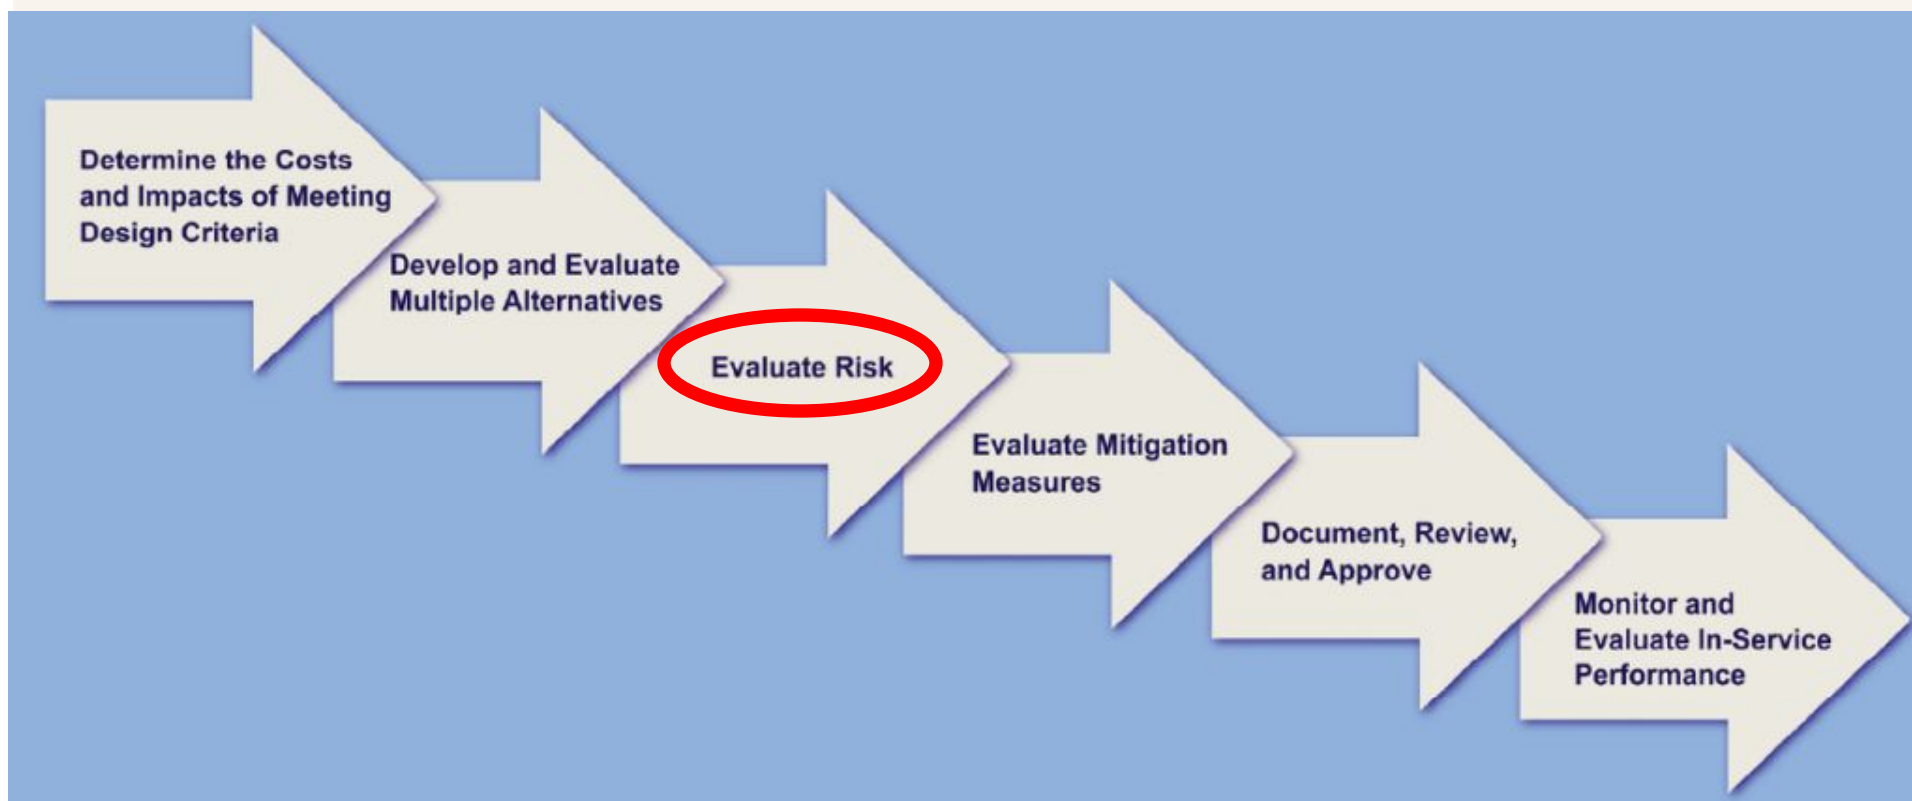 Determine the Costs
and Impacts of Meeting
Design Criteria
Develop and Evaluate
Multiple Alternatives
Evaluate Risk
Evaluate Mitigation
Measures
Document, Review,
and Approve
Monitor and
Evaluate In-Service
Performance